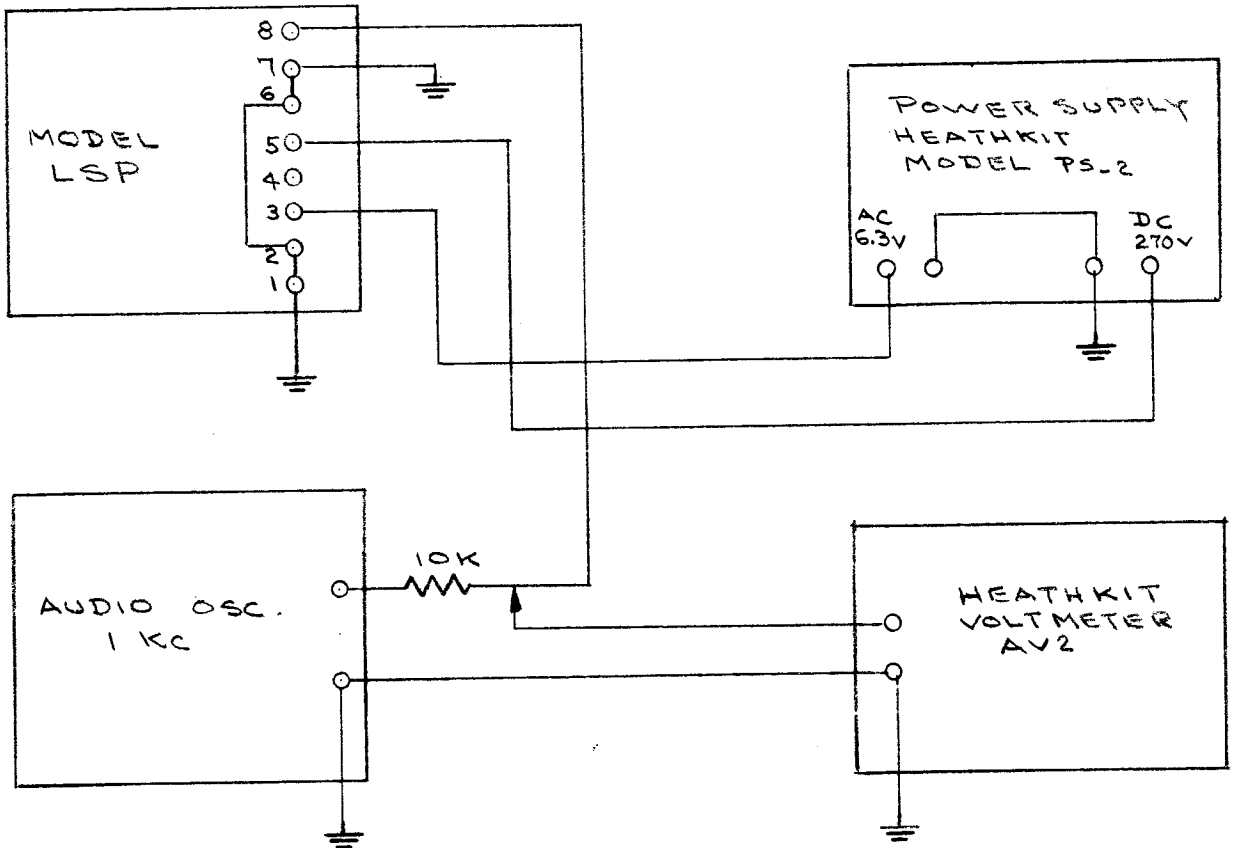 MODEL
LSP
8
7
6
5
4
3
2
1
POWER SUPPLY
HEATHKIT
MODEL PS-2
AC
6.3V
DC
270V
10K
AUDIO OSC.
1 KC
HEATHKIT
VOLTMETER
AV2